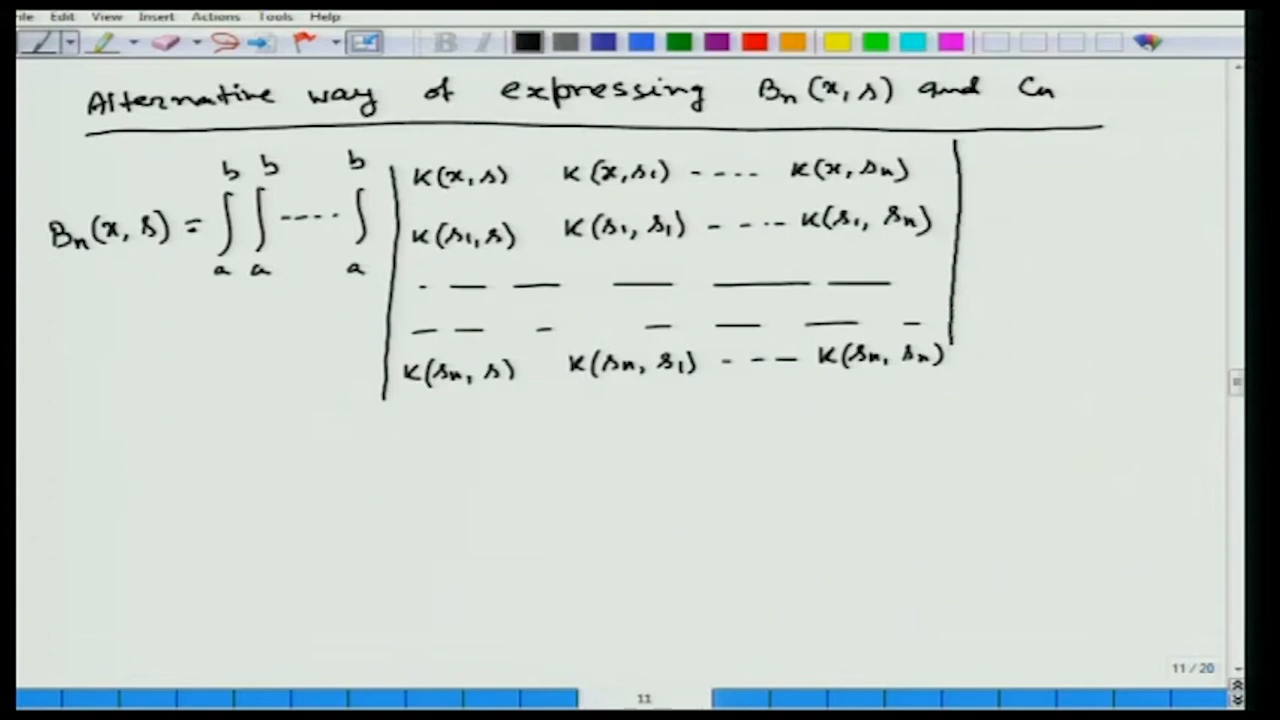 File Edit View Insert Actions Tools Help
Alternative way of expressing Bn(x, s) and Cn
b b b
Bn(x, s) = ∫ ∫ ---- ∫ | K(x, s) K(x, s1) ---- K(x, sn) |
a a a
K(s1, s) K(s1, s1) ---- K(s1, sn)
K(sn, s) K(sn, s1) ---- K(sn, sn)
11 / 20
11